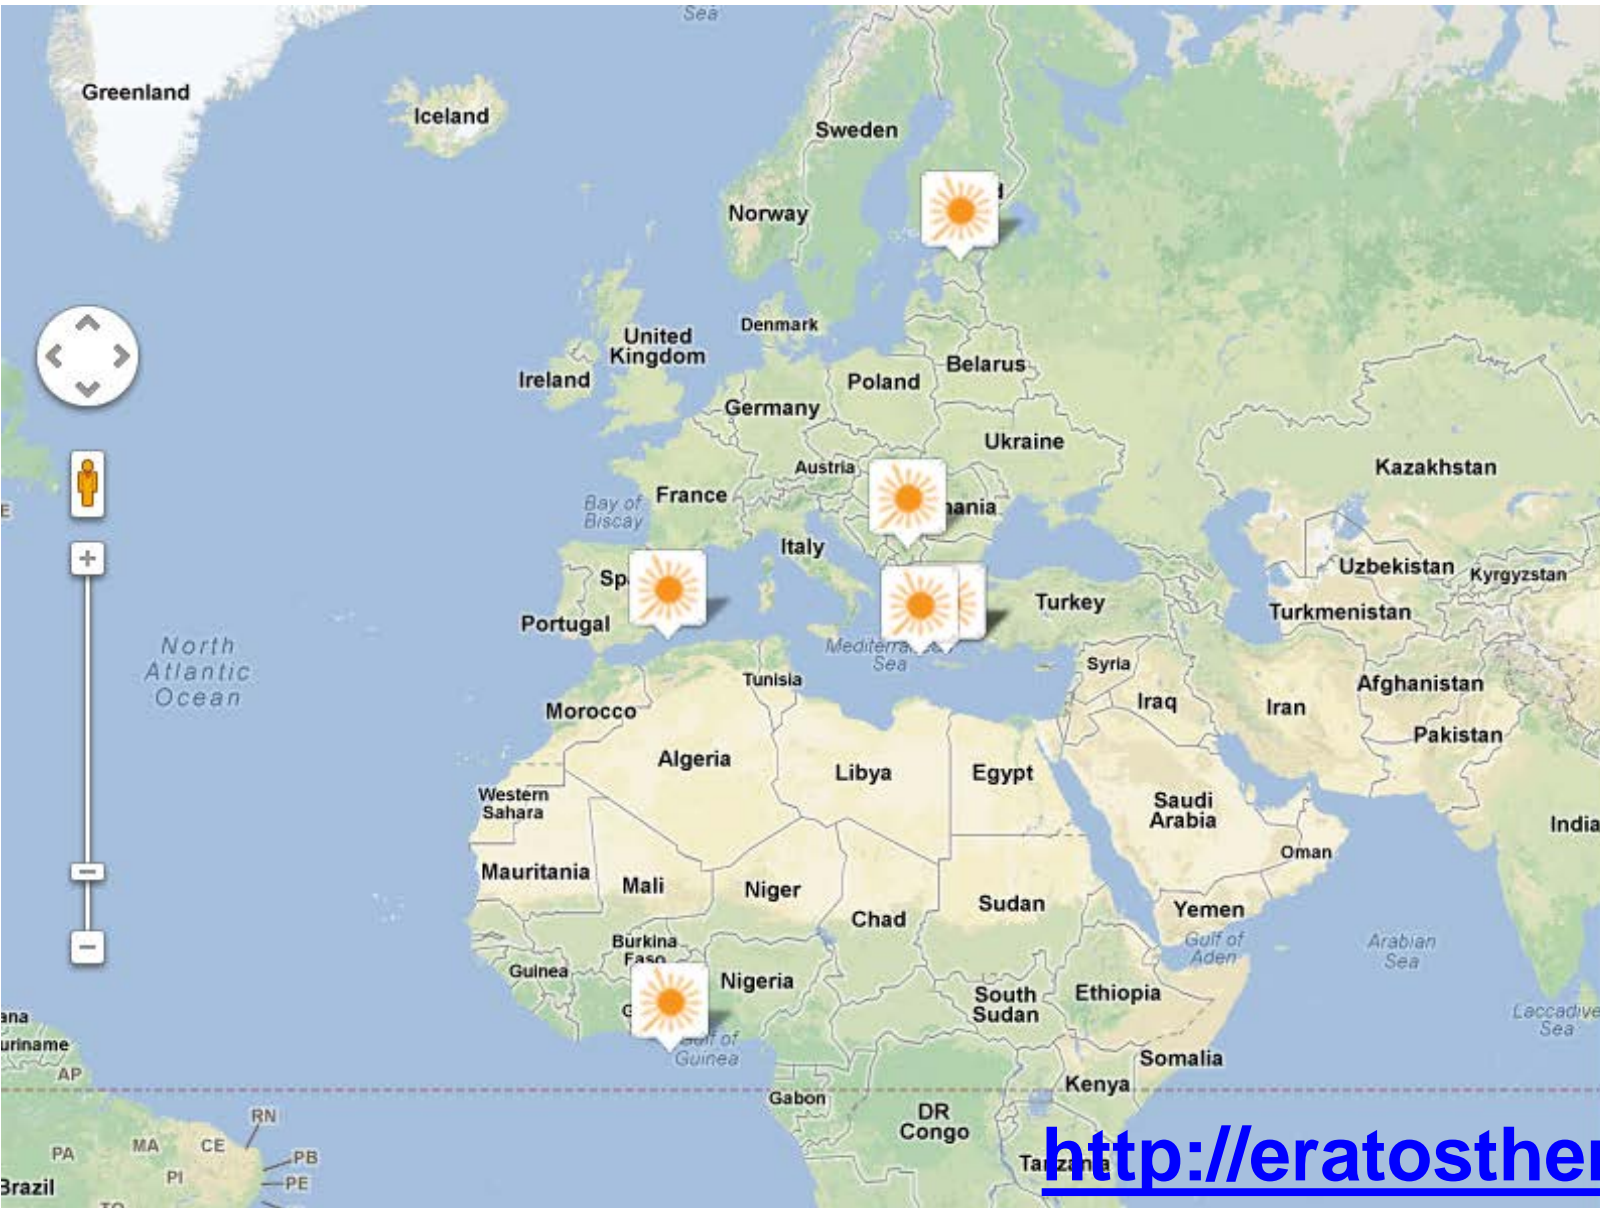 Sea
Greenland
Iceland
Sweden
Norway
Denmark
United
Kingdom
Ireland
Belarus
Poland
Germany
Ukraine
Austria
Kazakhstan
France
Bay of
Biscay
Italy
Uzbekistan
Kyrgyzstan
Turkey
Turkmenistan
Portugal
North
Atlantic
Ocean
Sea
Syria
Tunisia
Afghanistan
Iraq
Iran
Morocco
Pakistan
Algeria
Libya
Egypt
Western
Sahara
Saudi
Arabia
India
Oman
Mauritania
Mali
Niger
Sudan
Chad
Yemen
Burkina
Faso
Gulf of
Aden
Arabian
Sea
Guinea
Nigeria
South
Sudan
Ethiopia
Laccadive
Sea
Gulf of
Guinea
Somalia
AP
Kenya
Gabon
DR
Congo
RN
MA
CE
PA
PB
PI
PE
Brazil
Tanzania
http://eratosthen